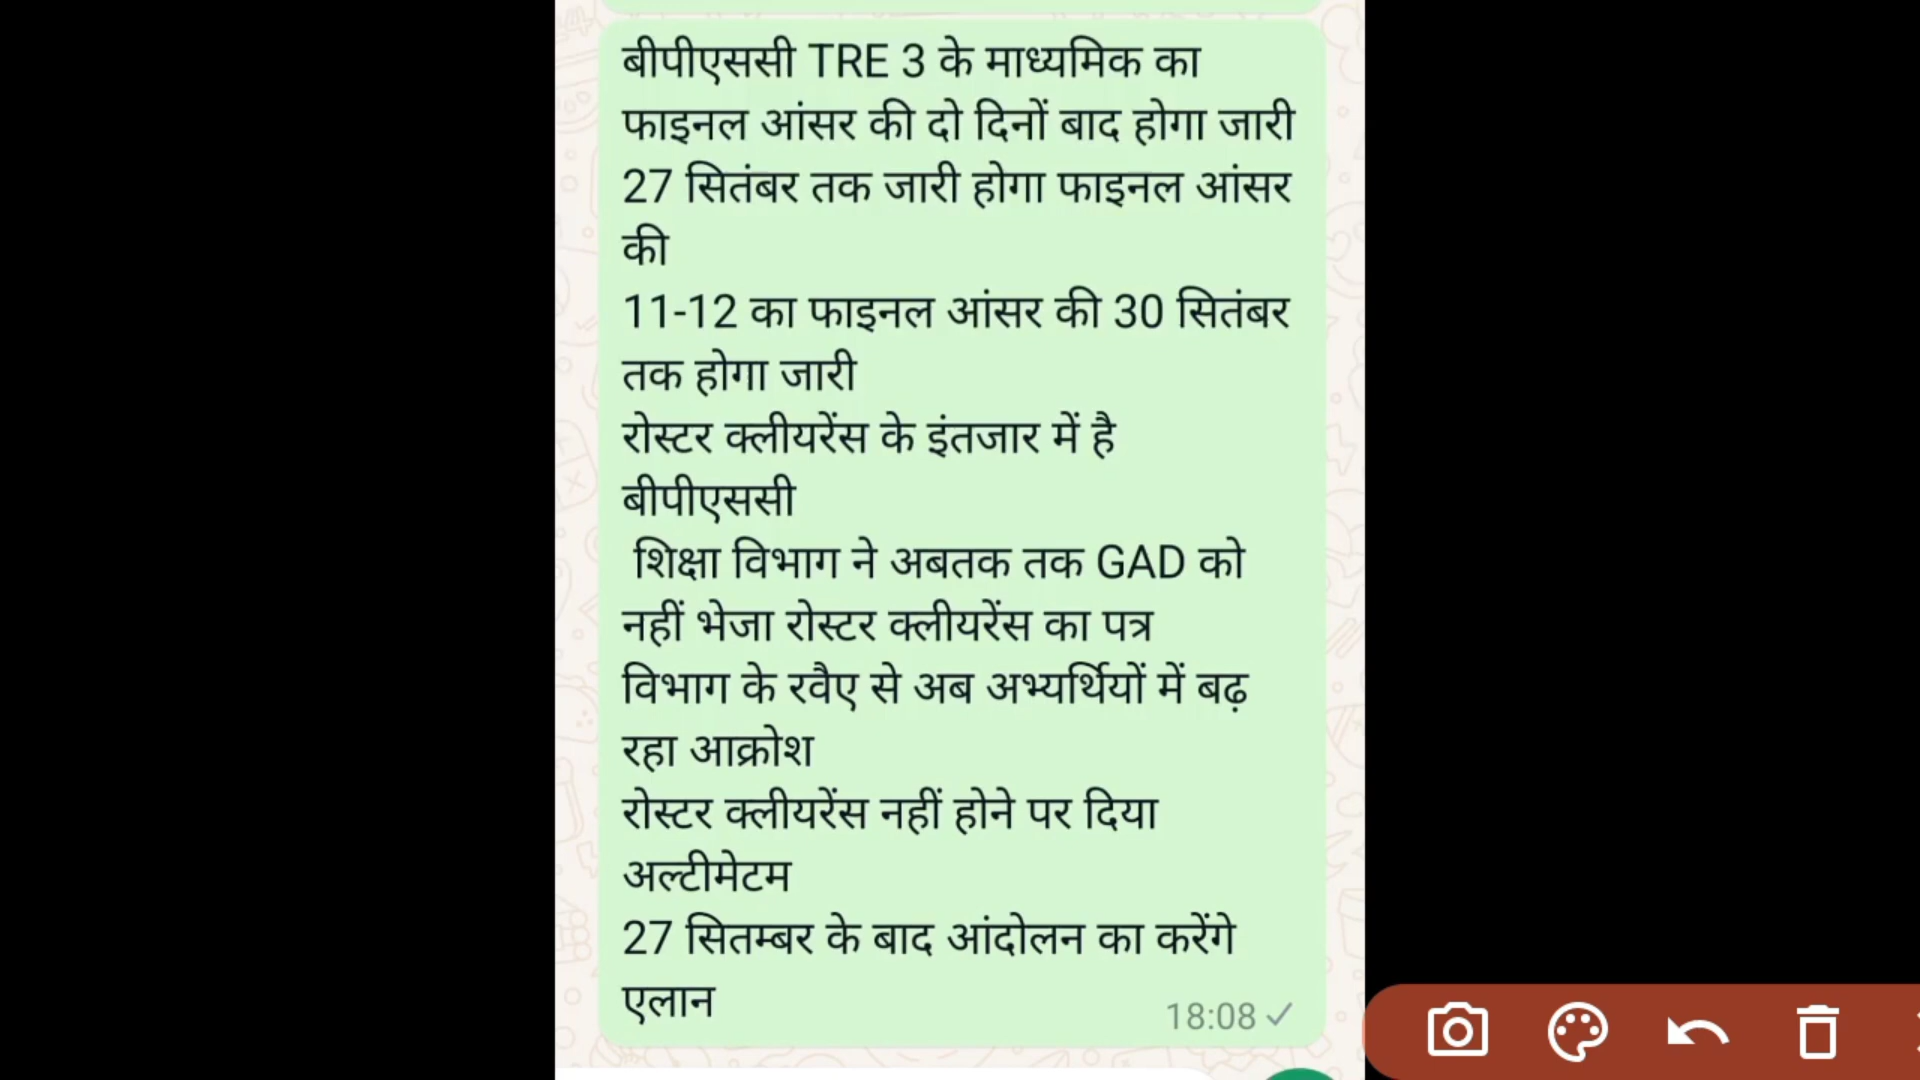 बीपीएससी TRE 3 के माध्यमिक का
फाइनल आंसर की दो दिनों बाद होगा जारी
27 सितंबर तक जारी होगा फाइनल आंसर
की
11-12 का फाइनल आंसर की 30 सितंबर
तक होगा जारी
रोस्टर क्लीयरेंस के इंतजार में है
बीपीएससी
शिक्षा विभाग ने अबतक तक GAD को
नहीं भेजा रोस्टर क्लीयरेंस का पत्र
विभाग के रवैए से अब अभ्यर्थियों में बढ़
रहा आक्रोश
रोस्टर क्लीयरेंस नहीं होने पर दिया
अल्टीमेटम
27 सितम्बर के बाद आंदोलन का करेंगे
एलान
18:08